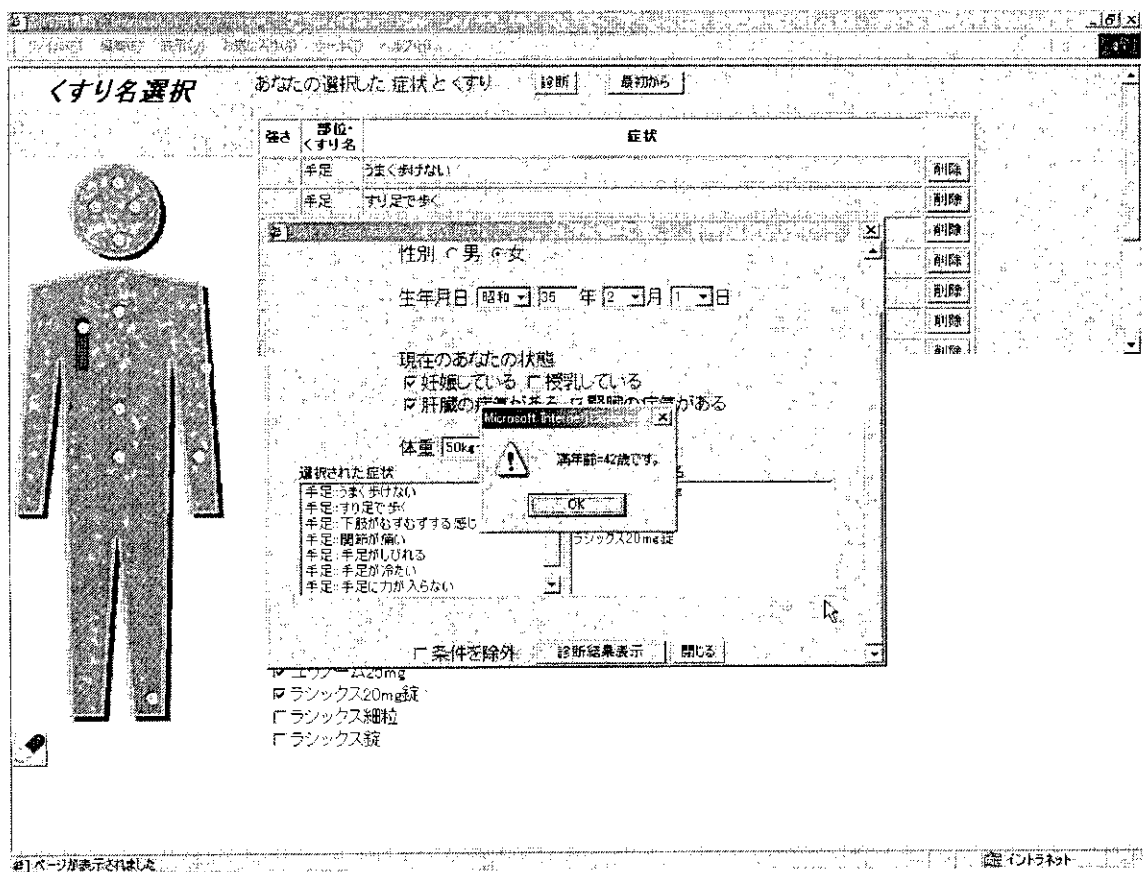 くすり名選択
あなたの選択した 症状 と くすり 診断 最初から
強さ 部位・くすり名 症状
手足 うまく歩けない 削除
手足 すり足で歩く 削除
削除
削除
削除
削除
削除
性別 男 女
生年月日 昭和 35 年 2 月 1 日
現在のあなたの状態
妊娠している 授乳している
肝臓の病気がある 腎臓の病気がある
Microsoft Internet
体重 50kg
満年齢=42歳です。
OK
選択された症状
手足::うまく歩けない
手足::すり足で歩く
手足::下肢がむずむずする感じ
手足::関節が痛い
手足::手足がしびれる
手足::手足が冷たい
手足::手足に力が入らない
ラシックス20mg錠
条件を除外 診断結果表示 閉じる
ラシックス20mg錠
ラシックス細粒
ラシックス錠
ページが表示されました
イントラネット